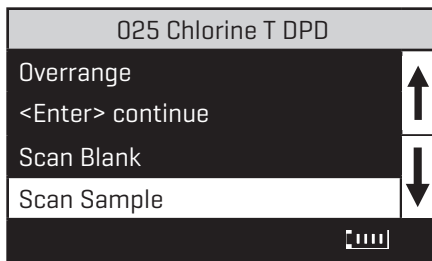 025 Chlorine T DPD
Overrange
<Enter> continue
Scan Blank
Scan Sample